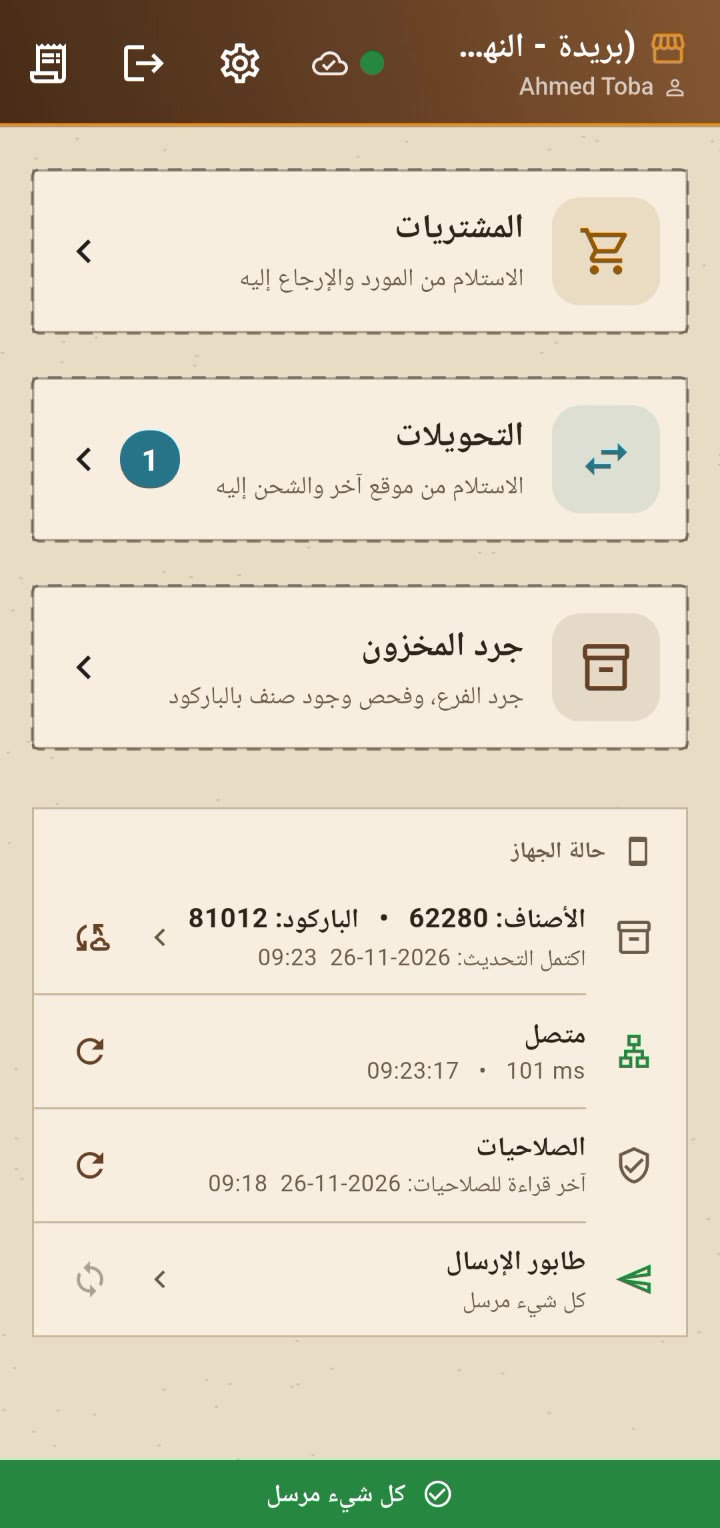 (بريدة - النهـ...
Ahmed Toba
المشتريات
الاستلام من المورد والإرجاع إليه
التحويلات
1
الاستلام من موقع آخر والشحن إليه
جرد المخزون
جرد الفرع، وفحص وجود صنف بالباركود
حالة الجهاز
الأصناف: 62280 • الباركود: 81012
اكتمل التحديث: 2026-11-26 09:23
متصل
101 ms • 09:23:17
الصلاحيات
آخر قراءة للصلاحيات: 2026-11-26 09:18
طابور الإرسال
كل شيء مرسل
كل شيء مرسل